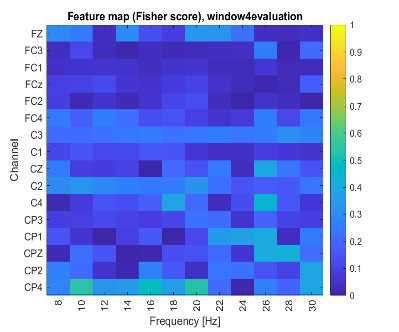 Feature map (Fisher score), window4evaluation
FZ
FC3
FC1
FCz
FC2
FC4
C3
C1
CZ
C2
C4
CP3
CP1
CPZ
CP2
CP4
Channel
8 10 12 14 16 18 20 22 24 26 28 30
Frequency [Hz]
1
0.9
0.8
0.7
0.6
0.5
0.4
0.3
0.2
0.1
0